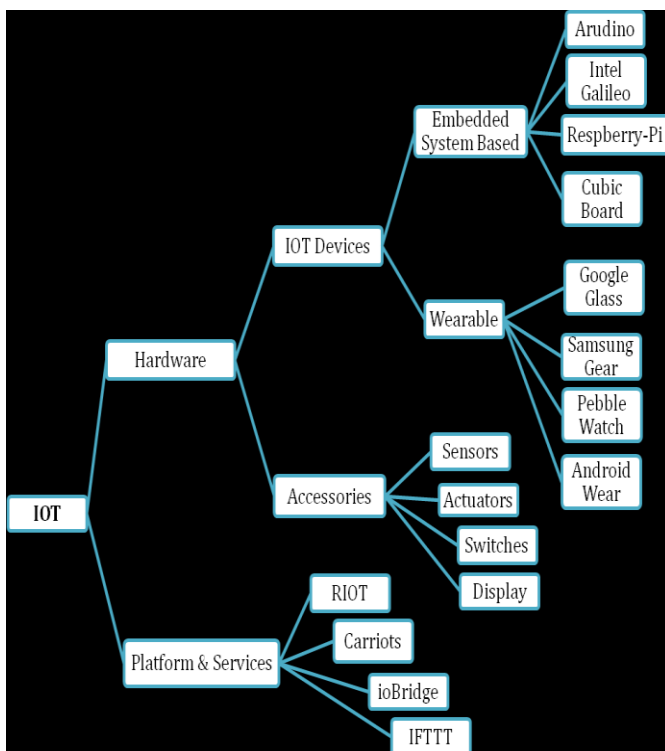 Arudino
Intel
Galileo
Embedded
System Based
Respberry-Pi
Cubic
Board
IOT Devices
Google
Glass
Wearable
Samsung
Gear
Hardware
Pebble
Watch
Sensors
Android
Wear
Accessories
Actuators
IOT
Switches
Display
RIOT
Carriots
Platform & Services
ioBridge
IFTTT